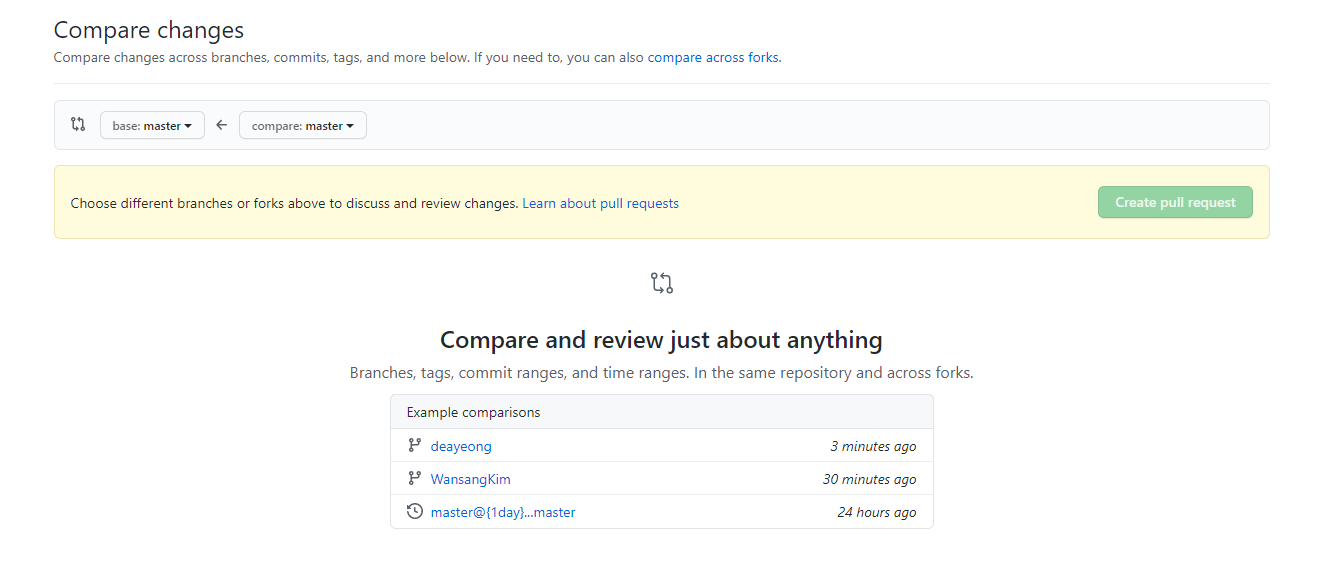 Compare changes
Compare changes across branches, commits, tags, and more below. If you need to, you can also compare across forks.
base: master
compare: master
Choose different branches or forks above to discuss and review changes. Learn about pull requests
Create pull request
Compare and review just about anything
Branches, tags, commit ranges, and time ranges. In the same repository and across forks.
Example comparisons
deayeong 3 minutes ago
WansangKim 30 minutes ago
master@{1day}...master 24 hours ago